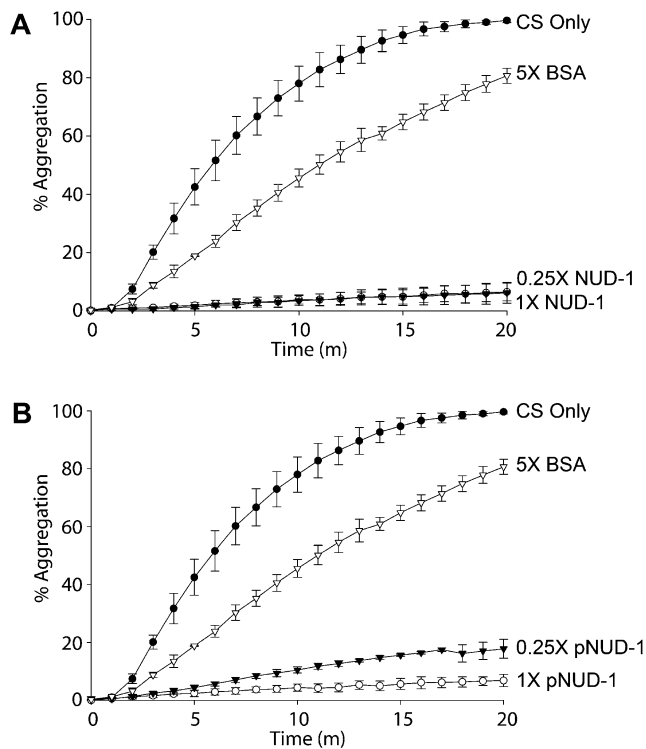 A
100
80
60
40
20
0
% Aggregation
0
5
10
15
20
Time (m)
CS Only
5X BSA
0.25X NUD-1
1X NUD-1
B
100
80
60
40
20
0
% Aggregation
0
5
10
15
20
Time (m)
CS Only
5X BSA
0.25X pNUD-1
1X pNUD-1